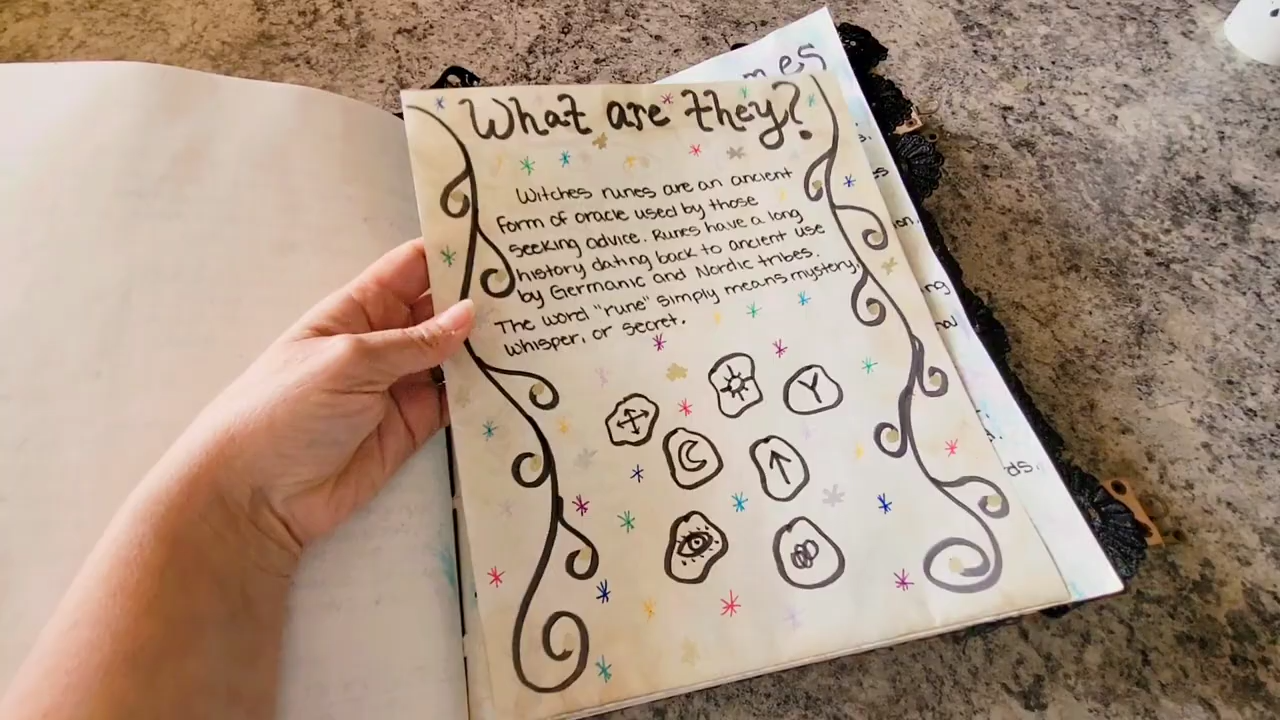 mes
What are they?
Witches runes are an ancient
form of oracle used by those
seeking advice. Runes have a long
history dating back to ancient use
by Germanic and Nordic tribes.
The word "rune" simply means mystery,
whisper, or secret.
ds.